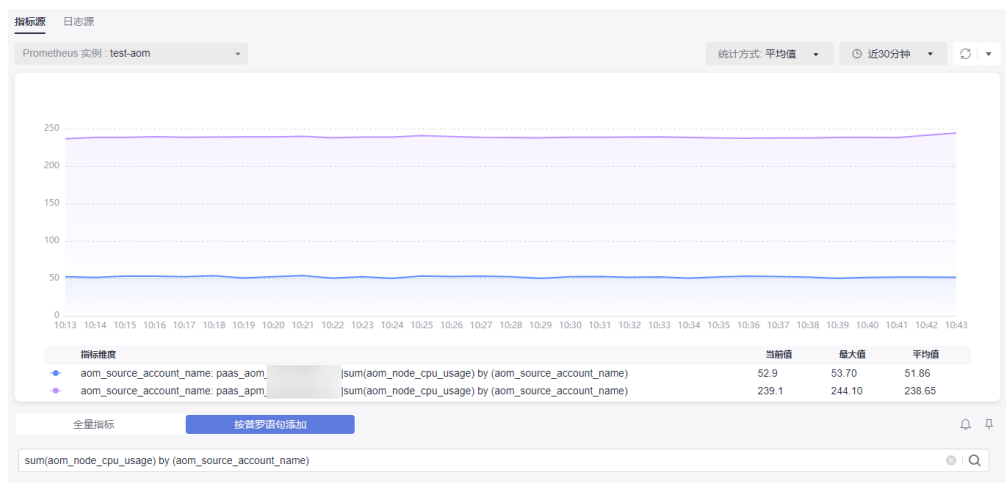 指标源 日志源
Prometheus 实例 : test-aom 统计方式: 平均值 近30分钟
250
200
150
100
50
0
10:13 10:14 10:15 10:16 10:17 10:18 10:19 10:20 10:21 10:22 10:23 10:24 10:25 10:26 10:27 10:28 10:29 10:30 10:31 10:32 10:33 10:34 10:35 10:36 10:37 10:38 10:39 10:40 10:41 10:42 10:43
指标维度 当前值 最大值 平均值
aom_source_account_name: paas_aom_ |sum(aom_node_cpu_usage) by (aom_source_account_name) 52.9 53.70 51.86
aom_source_account_name: paas_apm_ |sum(aom_node_cpu_usage) by (aom_source_account_name) 239.1 244.10 238.65
全量指标 按普罗语句添加
sum(aom_node_cpu_usage) by (aom_source_account_name)